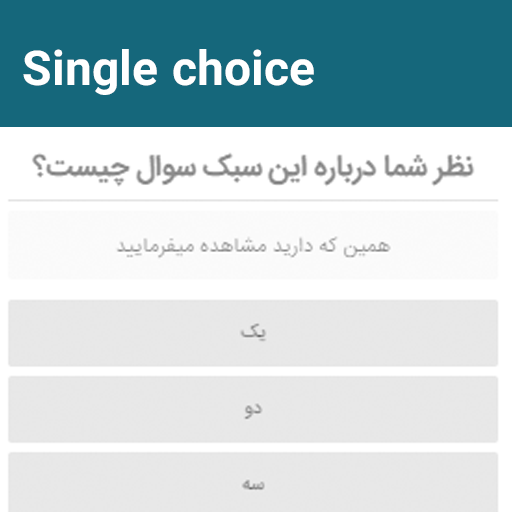 Single choice
نظر شما درباره این سبک سوال چیست؟
همین که دارید مشاهده میفرمایید
یک
دو
سه